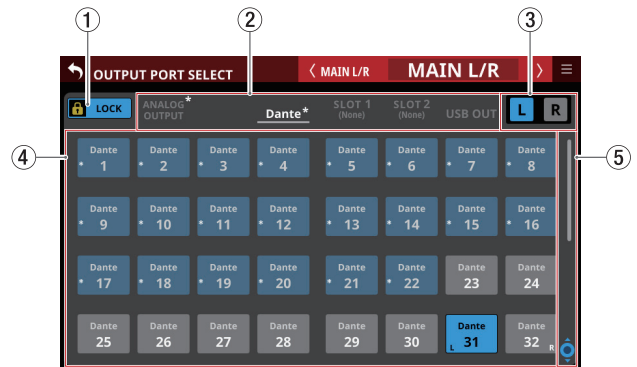 1 2 3
OUTPUT PORT SELECT 〈 MAIN L/R MAIN L/R 〉 ≡
LOCK ANALOG OUTPUT* Dante* SLOT 1 (None) SLOT 2 (None) USB OUT L R
4 5
Dante Dante Dante Dante Dante Dante Dante Dante
* 1 * 2 * 3 * 4 * 5 * 6 * 7 * 8
Dante Dante Dante Dante Dante Dante Dante Dante
* 9 * 10 * 11 * 12 * 13 * 14 * 15 * 16
Dante Dante Dante Dante Dante Dante Dante Dante
* 17 * 18 * 19 * 20 * 21 * 22 23 24
Dante Dante Dante Dante Dante Dante Dante Dante
25 26 27 28 29 30 L 31 32 R